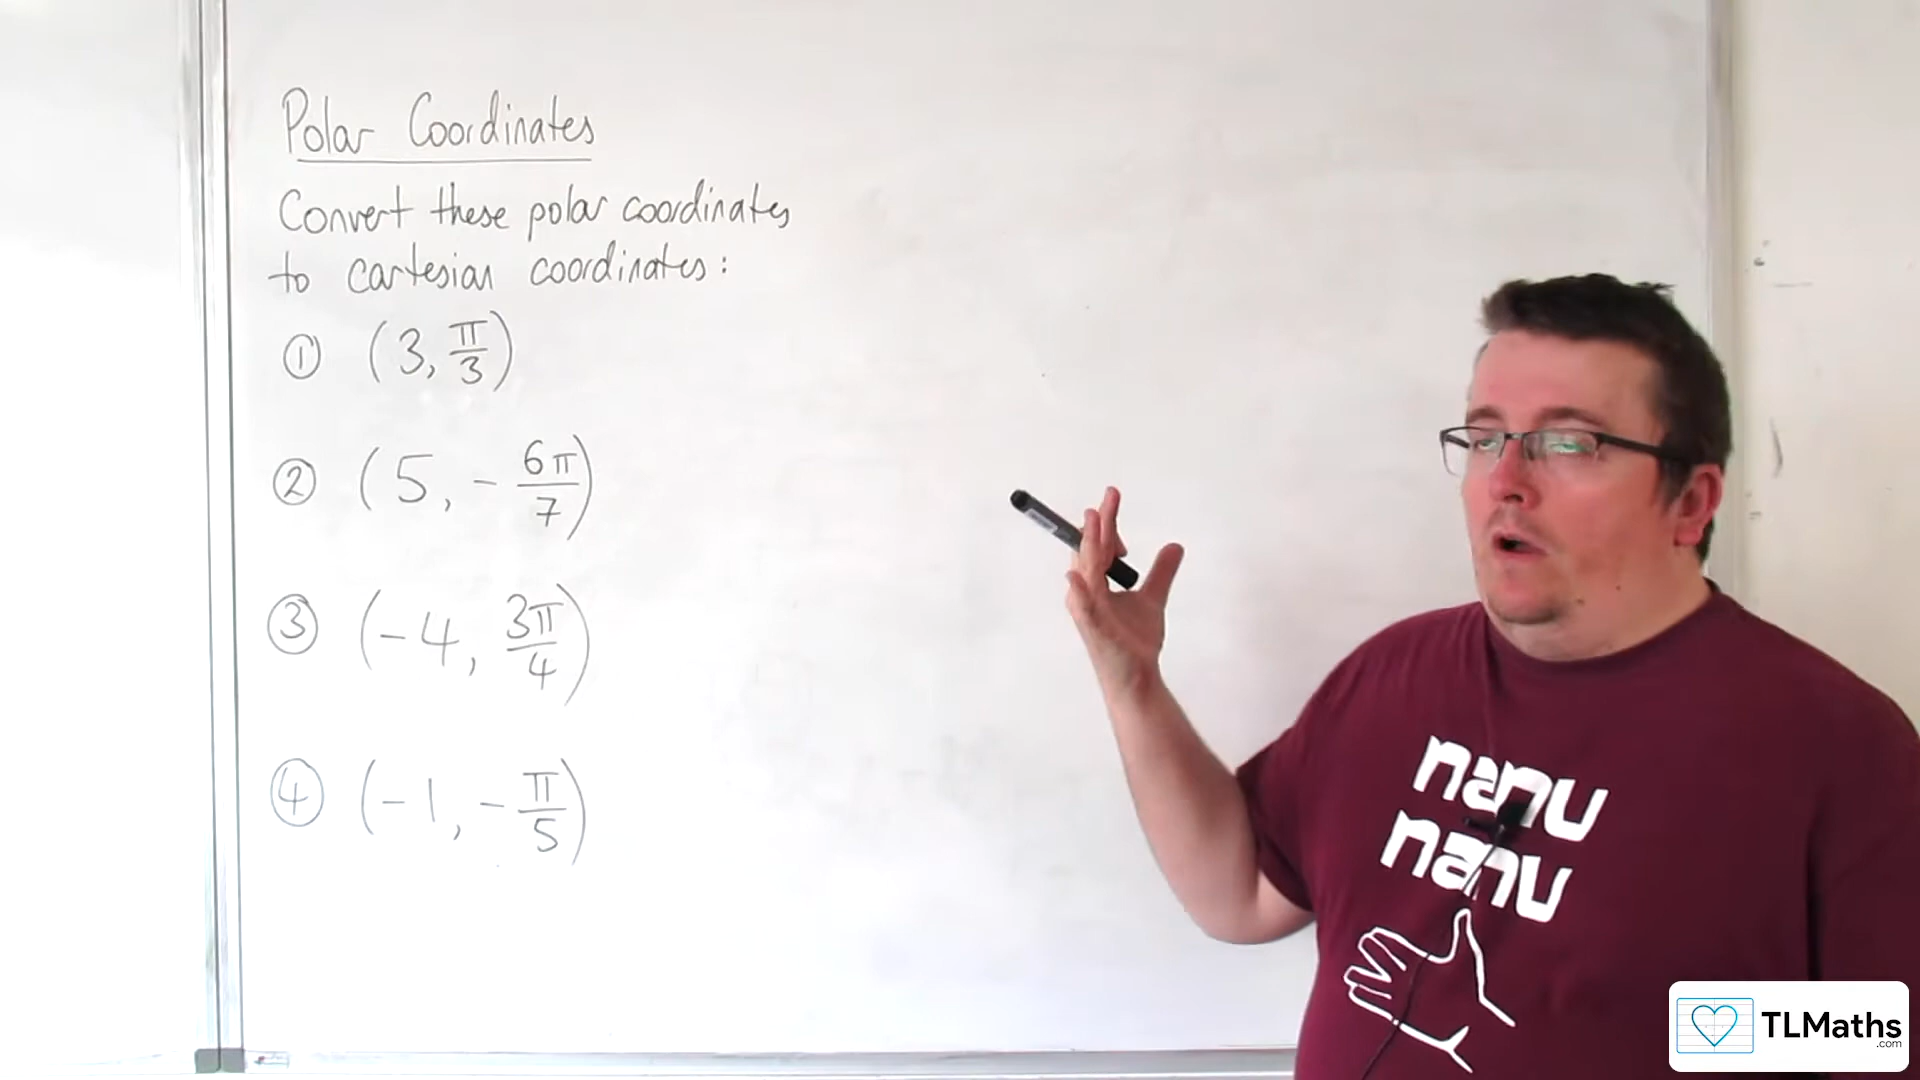 Polar Coordinates
Convert these polar coordinates
to cartesian coordinates:
① (3, π/3)
② (5, -6π/7)
③ (-4, 3π/4)
④ (-1, -π/5)
nanu
nanu
TLMaths
.com